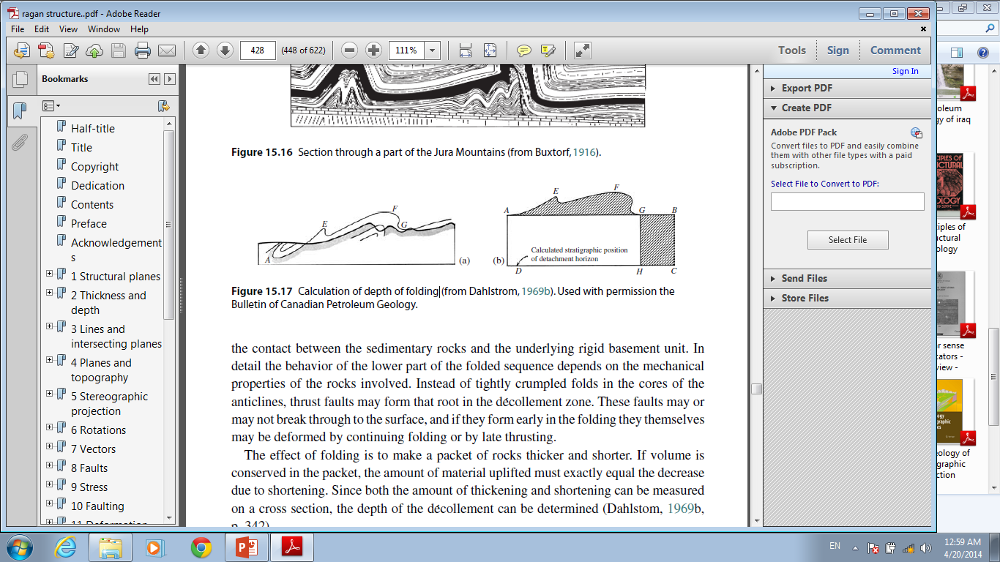 ragan structure..pdf - Adobe Reader
File Edit View Window Help
428 (448 of 622) 111% Tools Sign Comment
Bookmarks
Half-title
Title
Copyright
Dedication
Contents
Preface
Acknowledgement
s
1 Structural planes
2 Thickness and
depth
3 Lines and
intersecting planes
4 Planes and
topography
5 Stereographic
projection
6 Rotations
7 Vectors
8 Faults
9 Stress
10 Faulting
11 Deformation
Figure 15.16 Section through a part of the Jura Mountains (from Buxtorf, 1916).
A E F G (a)
A E F G B
Calculated stratigraphic position
of detachment horizon
(b) D H C
Figure 15.17 Calculation of depth of folding (from Dahlstrom, 1969b). Used with permission the
Bulletin of Canadian Petroleum Geology.
the contact between the sedimentary rocks and the underlying rigid basement unit. In
detail the behavior of the lower part of the folded sequence depends on the mechanical
properties of the rocks involved. Instead of tightly crumpled folds in the cores of the
anticlines, thrust faults may form that root in the décollement zone. These faults may or
may not break through to the surface, and if they form early in the folding they themselves
may be deformed by continuing folding or by late thrusting.
The effect of folding is to make a packet of rocks thicker and shorter. If volume is
conserved in the packet, the amount of material uplifted must exactly equal the decrease
due to shortening. Since both the amount of thickening and shortening can be measured
on a cross section, the depth of the décollement can be determined (Dahlstom, 1969b,
p. 342)
Sign In
Export PDF
Create PDF
Adobe PDF Pack
Convert files to PDF and easily combine
them with other file types with a paid
subscription.
Select File to Convert to PDF:
Select File
Send Files
Store Files
oleum
gy of iraq
iples of
uctural
ology
r sense
cators -
view -
eology of
graphic
ction
EN
12:59 AM
4/20/2014